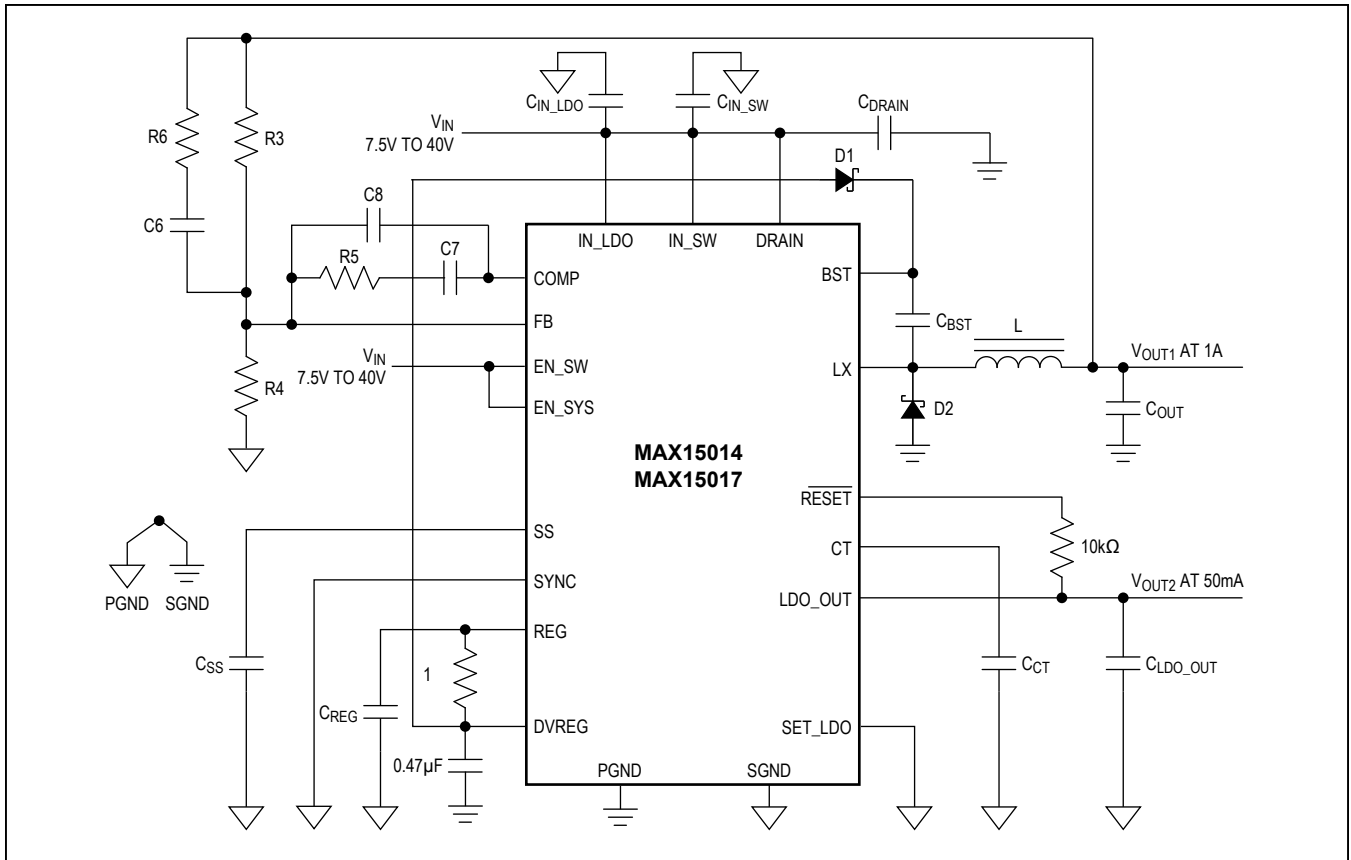 C_IN_LDO
C_IN_SW
C_DRAIN
V_IN
7.5V TO 40V
R6
R3
D1
C8
C6
R5
C7
IN_LDO
IN_SW
DRAIN
COMP
BST
FB
C_BST
L
V_IN
7.5V TO 40V
EN_SW
LX
V_OUT1 AT 1A
R4
EN_SYS
D2
C_OUT
MAX15014
MAX15017
RESET
SS
CT
10kΩ
SYNC
LDO_OUT
V_OUT2 AT 50mA
PGND
SGND
REG
C_SS
1
C_CT
C_LDO_OUT
C_REG
DVREG
SET_LDO
0.47µF
PGND
SGND